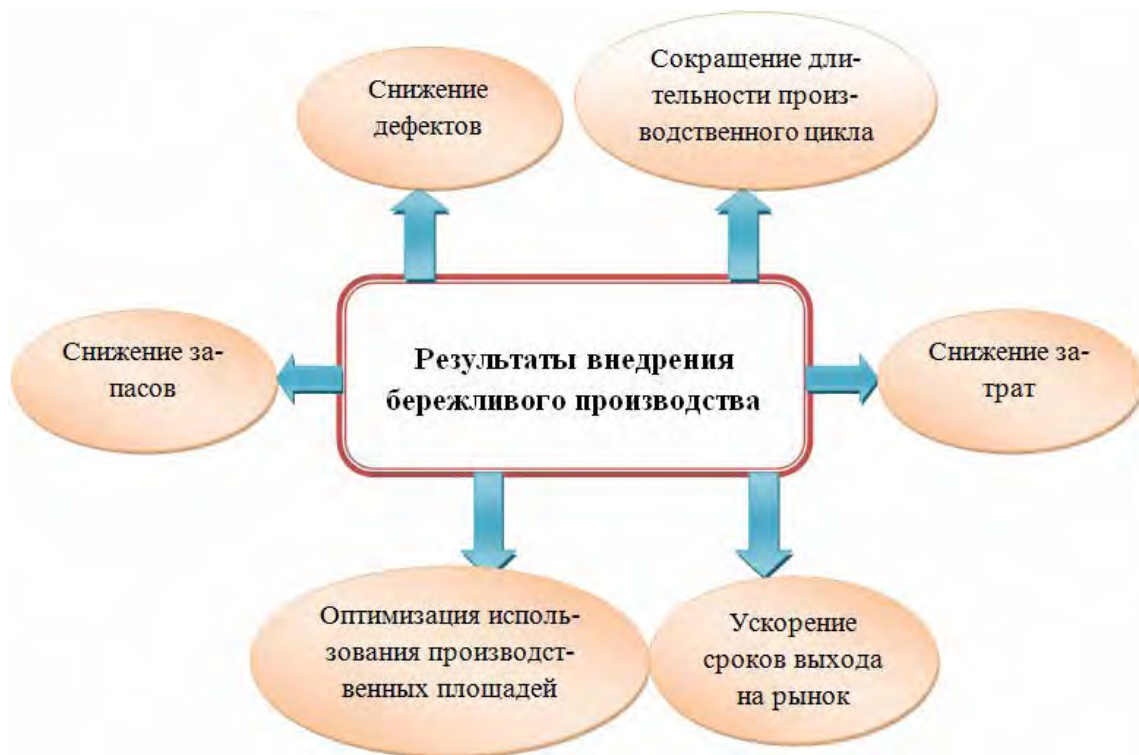 Снижение
дефектов
Сокращение дли-
тельности произ-
водственного цикла
Снижение за-
пасов
Результаты внедрения
бережливого производства
Снижение за-
трат
Оптимизация исполь-
зования производст-
венных площадей
Ускорение
сроков выхода
на рынок